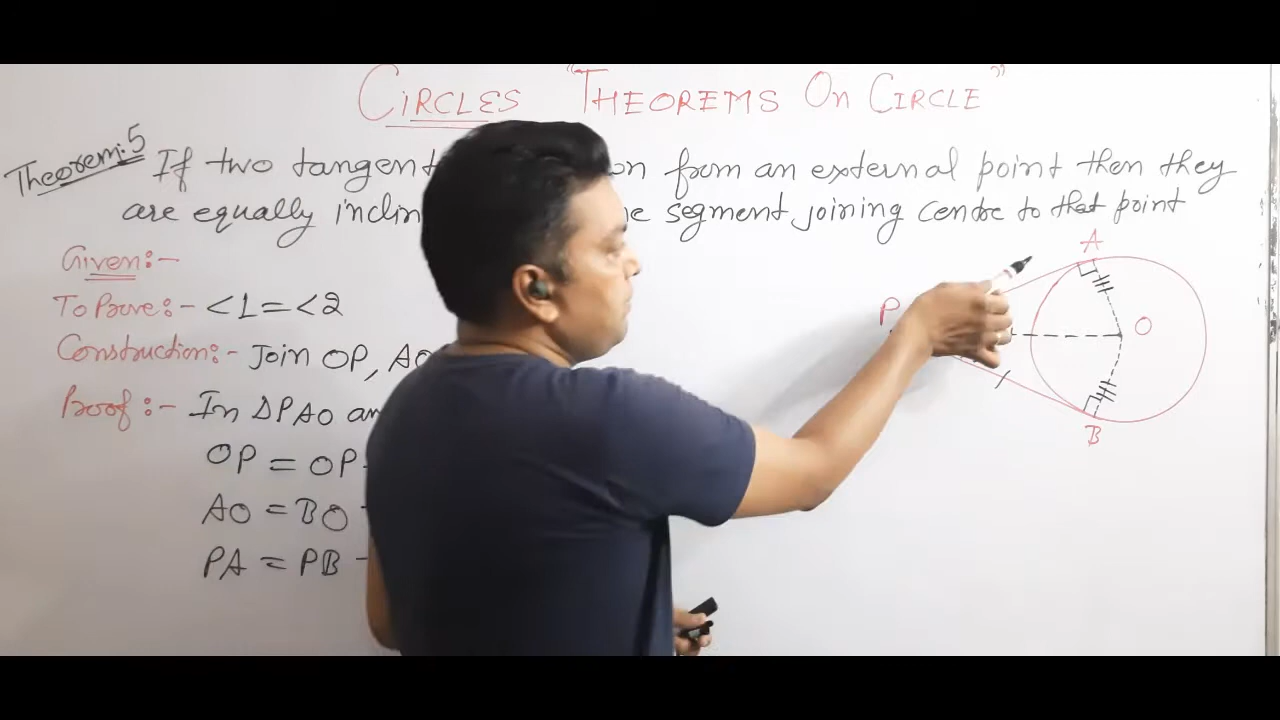 CIRCLES "THEOREMS ON CIRCLE"
Theorem:5
If two tangent on from an external point then they
are equally inclin e segment joining centre to that point
Given:-
To Prove:- <1=<2
Construction:- Join OP, AO
Proof:- In ΔPAO an
OP = OP -
AO = BO -
PA = PB -
A
P
O
B